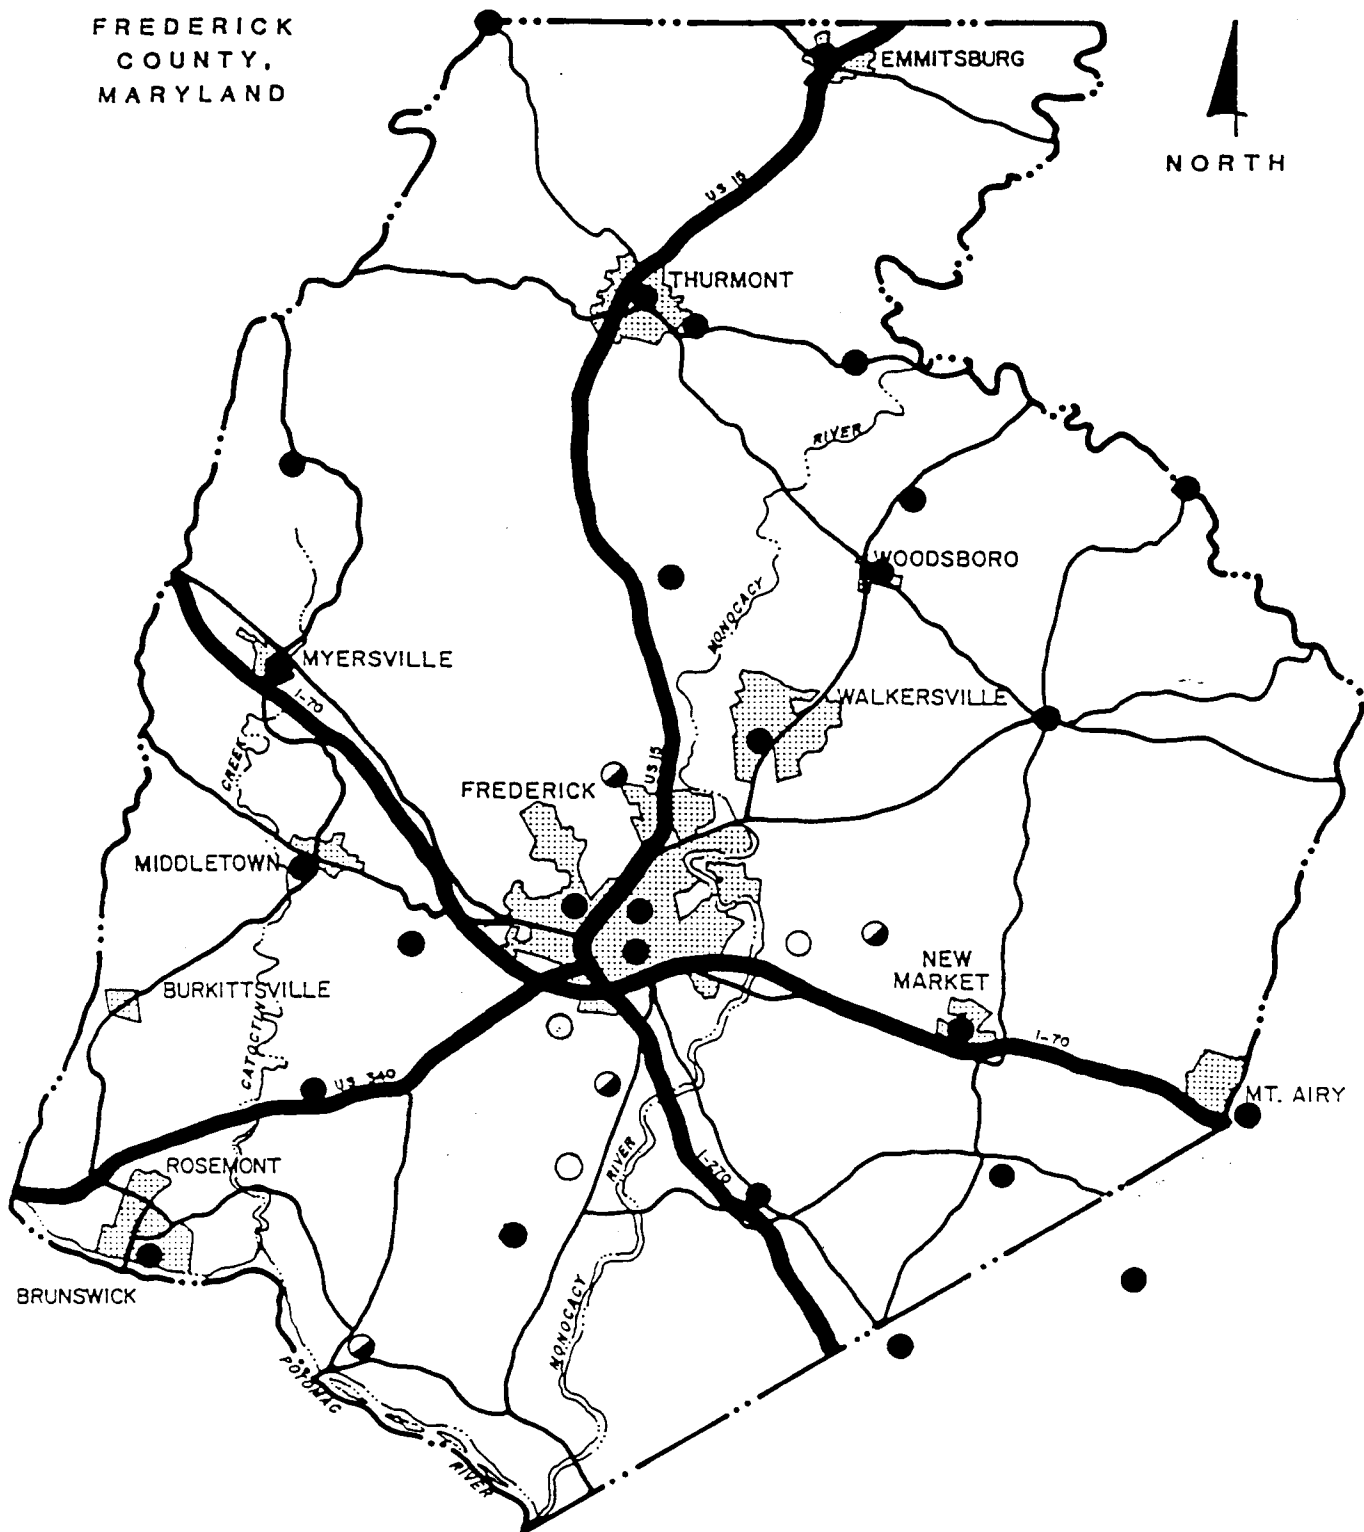 FREDERICK
COUNTY,
MARYLAND
EMMITSBURG
NORTH
US 15
THURMONT
RIVER
WOODSBORO
MONOCACY
MYERSVILLE
I-70
WALKERSVILLE
CREEK
US 15
FREDERICK
MIDDLETOWN
NEW
MARKET
BURKITTSVILLE
CATOCTIN
I-70
US 340
MT. AIRY
ROSEMONT
RIVER
I-270
BRUNSWICK
MONOCACY
POTOMAC
RIVER